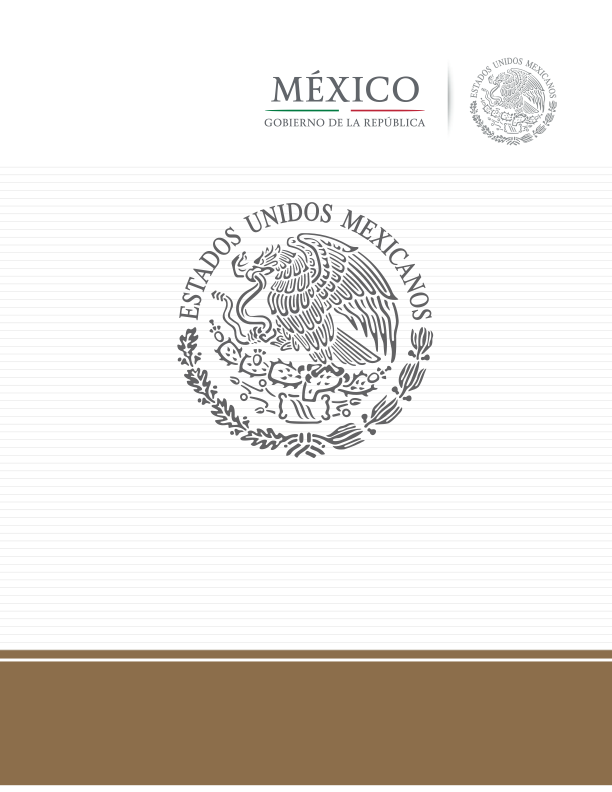 MÉXICO
GOBIERNO DE LA REPÚBLICA
ESTADOS UNIDOS MEXICANOS
ESTADOS UNIDOS MEXICANOS